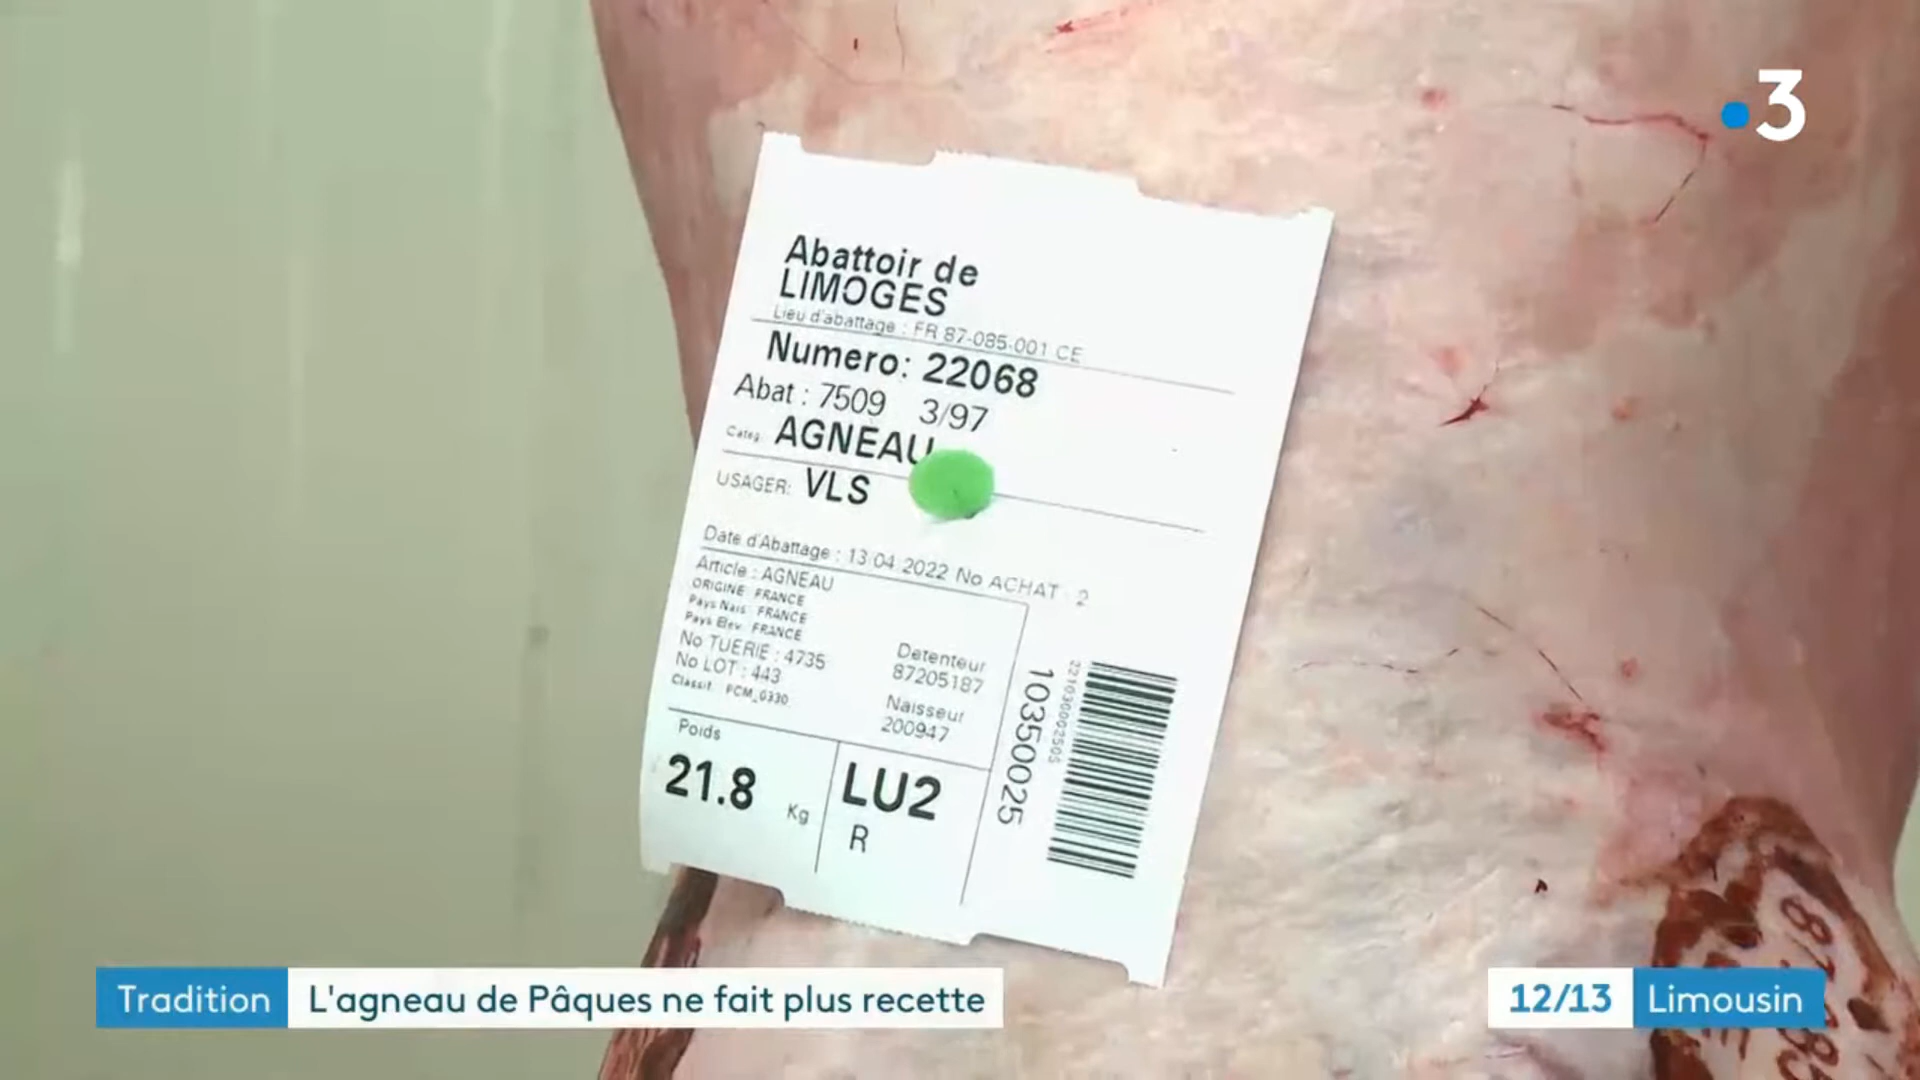 3
Abattoir de
LIMOGES
Lieu d'abattage : FR 87-085-001 CE
Numero: 22068
Abat : 7509 3/97
Categ. AGNEAU
USAGER: VLS
Date d'Abattage : 13 04 2022 No ACHAT : 2
Article : AGNEAU
ORIGINE FRANCE
Pays Nais. FRANCE
Pays Elev. FRANCE
No TUERIE : 4735
No LOT : 443
Classif. PCM_0330
Detenteur
87205187
Naisseur
200947
Poids
21.8 Kg
LU2
R
10350025
Tradition L'agneau de Pâques ne fait plus recette
12/13 Limousin